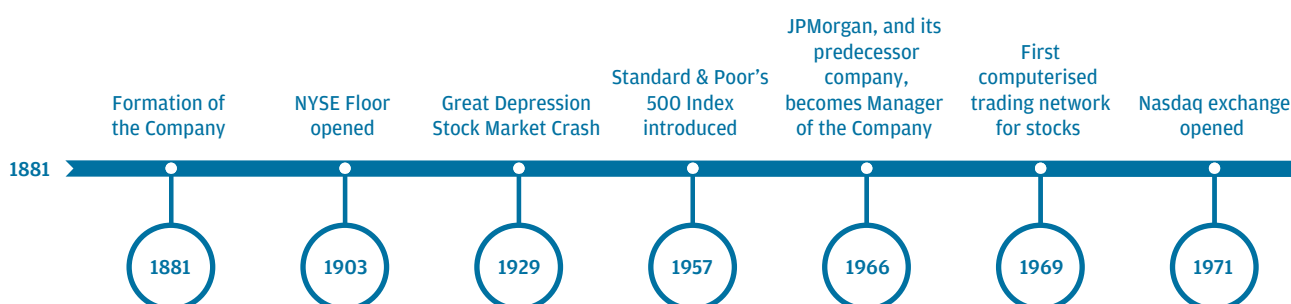 Formation of
the Company
NYSE Floor
opened
Great Depression
Stock Market Crash
Standard & Poor’s
500 Index
introduced
JPMorgan, and its
predecessor
company,
becomes Manager
of the Company
First
computerised
trading network
for stocks
Nasdaq exchange
opened
1881
1881
1903
1929
1957
1966
1969
1971